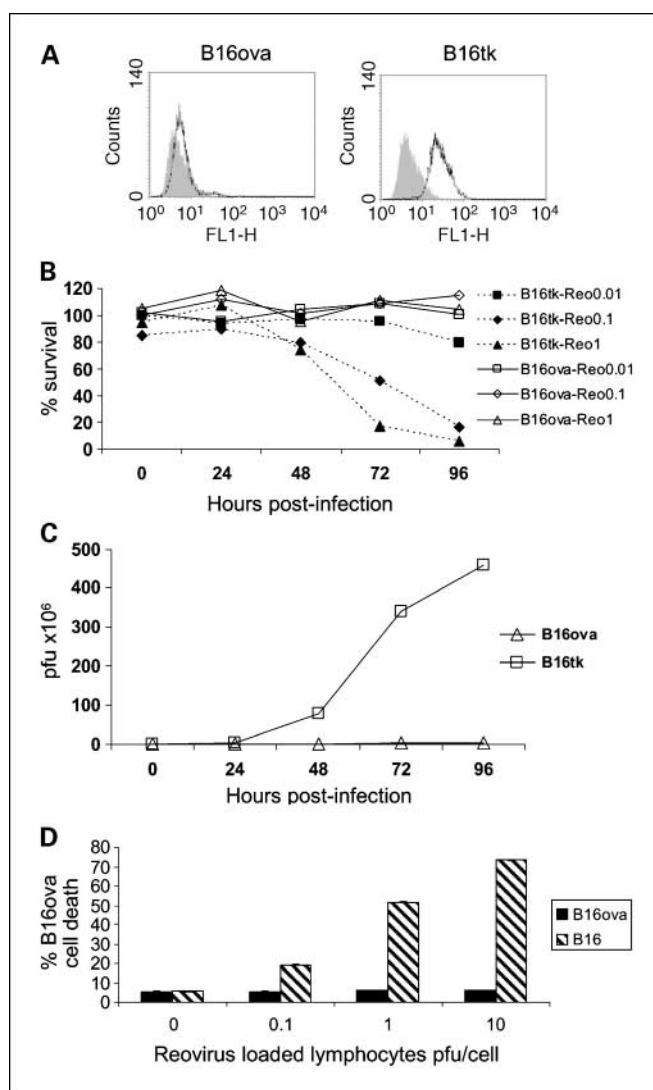 A
B16ova
B16tk
140
Counts
0
10⁰ 10¹ 10² 10³ 10⁴
FL1-H
140
Counts
0
10⁰ 10¹ 10² 10³ 10⁴
FL1-H
B
% survival
120
100
80
60
40
20
0
0 24 48 72 96
Hours post-infection
B16tk-Reo0.01
B16tk-Reo0.1
B16tk-Reo1
B16ova-Reo0.01
B16ova-Reo0.1
B16ova-Reo1
C
pfu x10⁶
500
400
300
200
100
0
0 24 48 72 96
Hours post-infection
B16ova
B16tk
D
% B16ova
cell death
80
70
60
50
40
30
20
10
0
0 0.1 1 10
Reovirus loaded lymphocytes pfu/cell
B16ova
B16